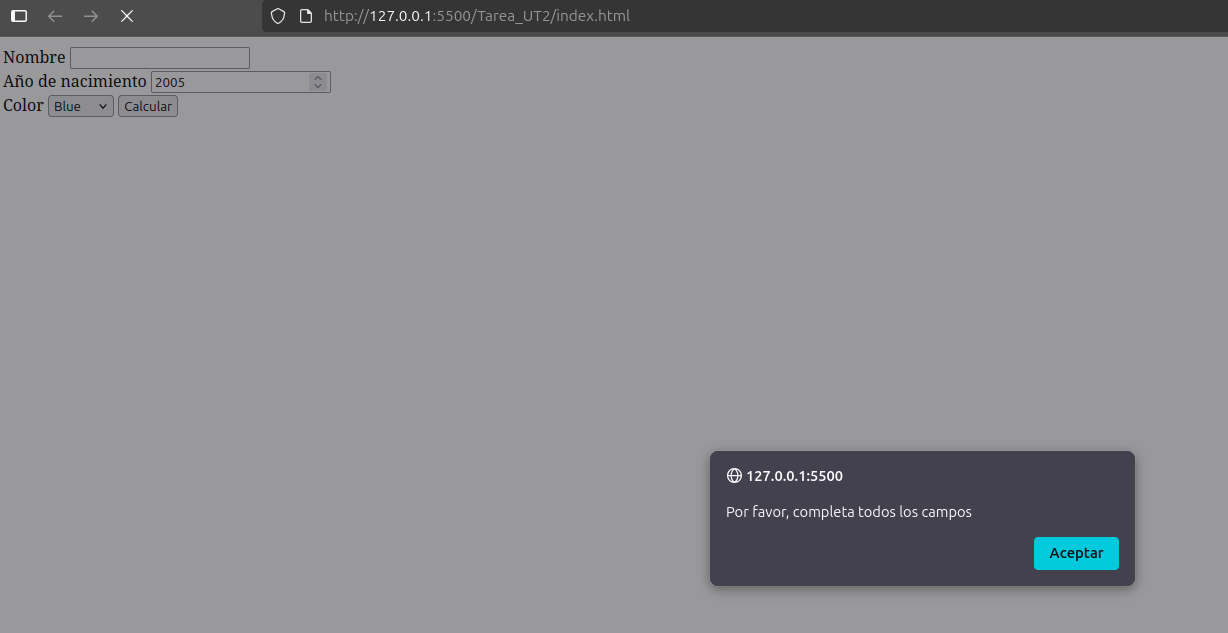 http://127.0.0.1:5500/Tarea_UT2/index.html
Nombre
Año de nacimiento 2005
Color Blue Calcular
127.0.0.1:5500
Por favor, completa todos los campos
Aceptar